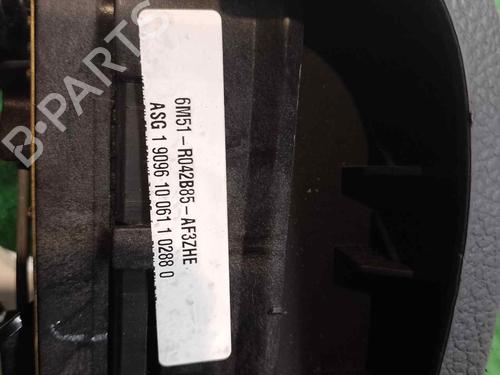 6M51-R042B85-AF3ZHE
ASG 1 9096 10 061 1 0288 0
B-PARTS